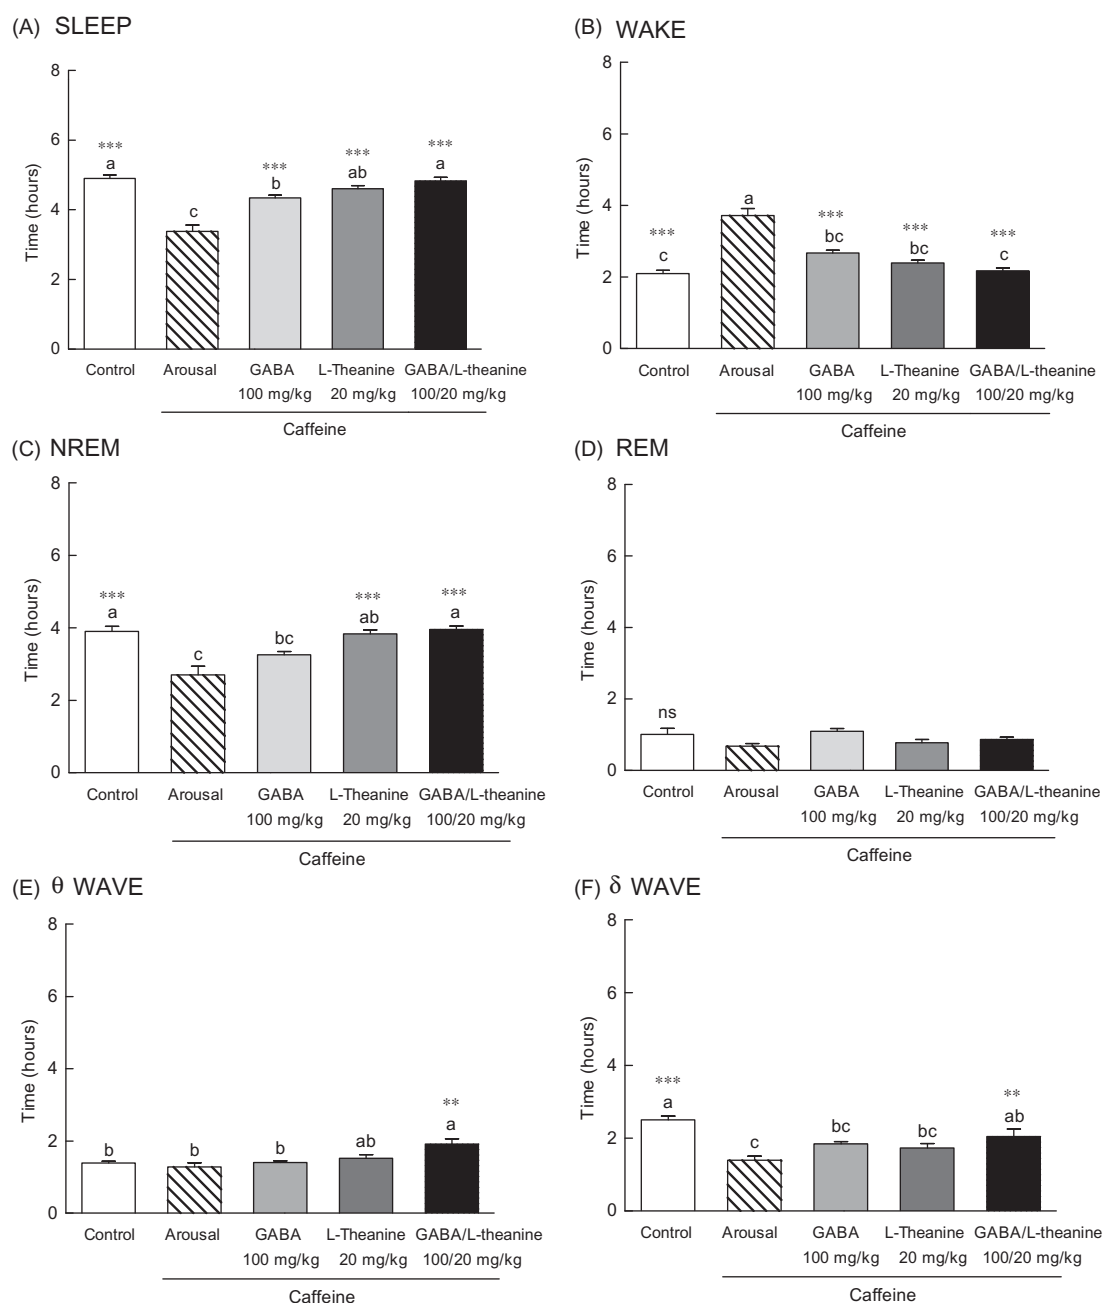 (A) SLEEP
8
6
4
2
0
Time (hours)
***
a
c
***
b
***
ab
***
a
Control Arousal GABA L-Theanine GABA/L-theanine
100 mg/kg 20 mg/kg 100/20 mg/kg
Caffeine
(B) WAKE
8
6
4
2
0
Time (hours)
***
c
a
***
bc
***
bc
***
c
Control Arousal GABA L-Theanine GABA/L-theanine
100 mg/kg 20 mg/kg 100/20 mg/kg
Caffeine
(C) NREM
8
6
4
2
0
Time (hours)
***
a
c
bc
***
ab
***
a
Control Arousal GABA L-Theanine GABA/L-theanine
100 mg/kg 20 mg/kg 100/20 mg/kg
Caffeine
(D) REM
8
6
4
2
0
Time (hours)
ns
Control Arousal GABA L-Theanine GABA/L-theanine
100 mg/kg 20 mg/kg 100/20 mg/kg
Caffeine
(E) θ WAVE
8
6
4
2
0
Time (hours)
b
b
b
ab
**
a
Control Arousal GABA L-Theanine GABA/L-theanine
100 mg/kg 20 mg/kg 100/20 mg/kg
Caffeine
(F) δ WAVE
8
6
4
2
0
Time (hours)
***
a
c
bc
bc
**
ab
Control Arousal GABA L-Theanine GABA/L-theanine
100 mg/kg 20 mg/kg 100/20 mg/kg
Caffeine